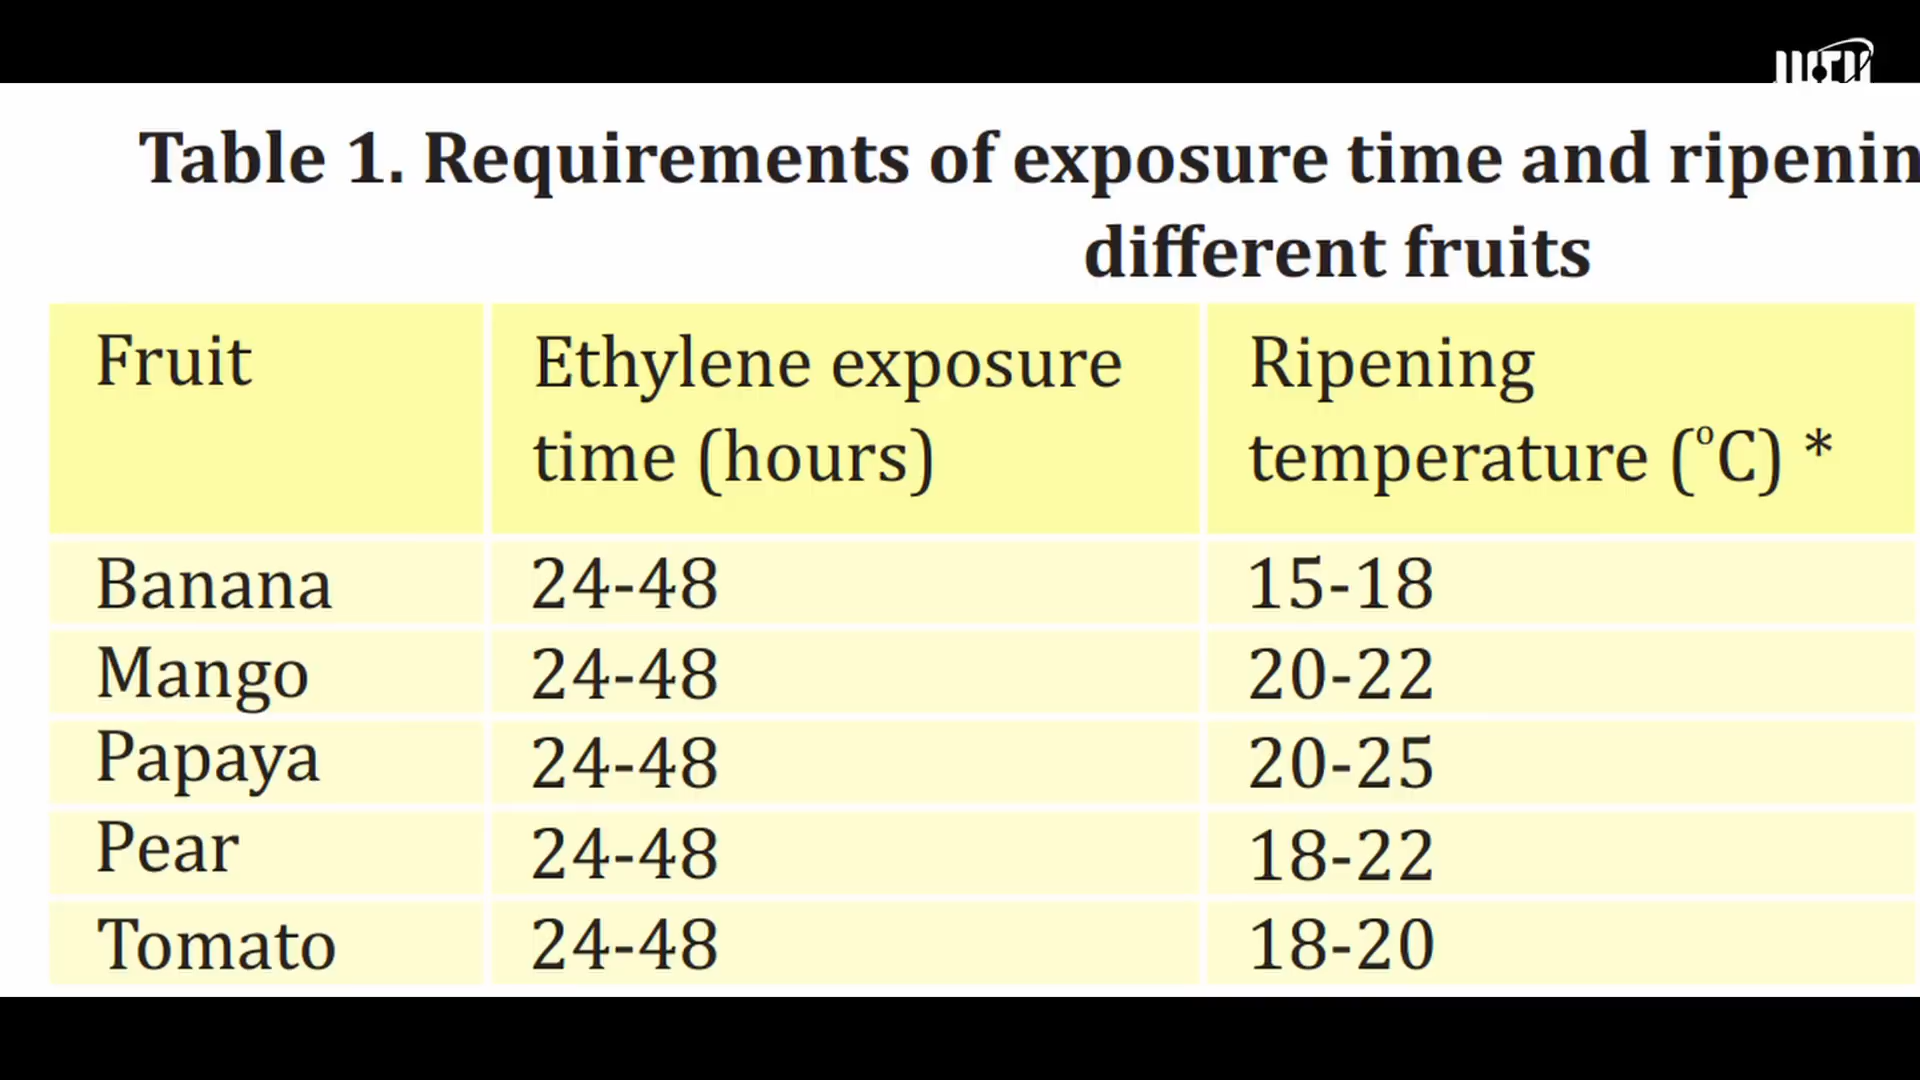 Table 1. Requirements of exposure time and ripenin
different fruits
Fruit Ethylene exposure time (hours) Ripening temperature (°C) *
Banana 24-48 15-18
Mango 24-48 20-22
Papaya 24-48 20-25
Pear 24-48 18-22
Tomato 24-48 18-20